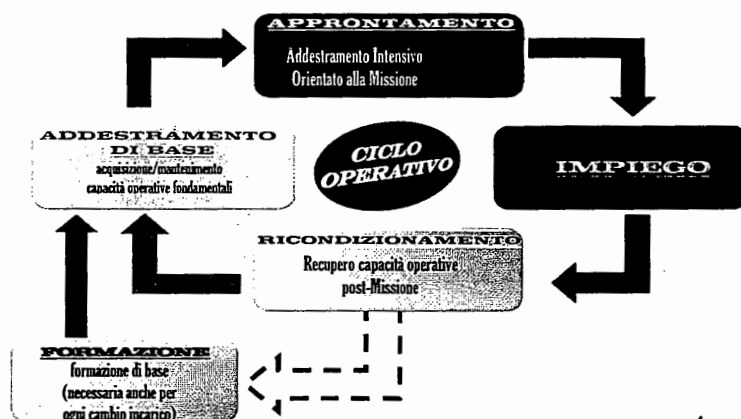 APPRONTAMENTO
Addestramento Intensivo
Orientato alla Missione
ADDESTRAMENTO
DI BASE
acquisizione/mantenimento
capacità operative fondamentali
CICLO
OPERATIVO
IMPIEGO
RICONDIZIONAMENTO
Recupero capacità operative
post-Missione
FORMAZIONE
formazione di base
(necessaria anche per
ogni cambio incarico)